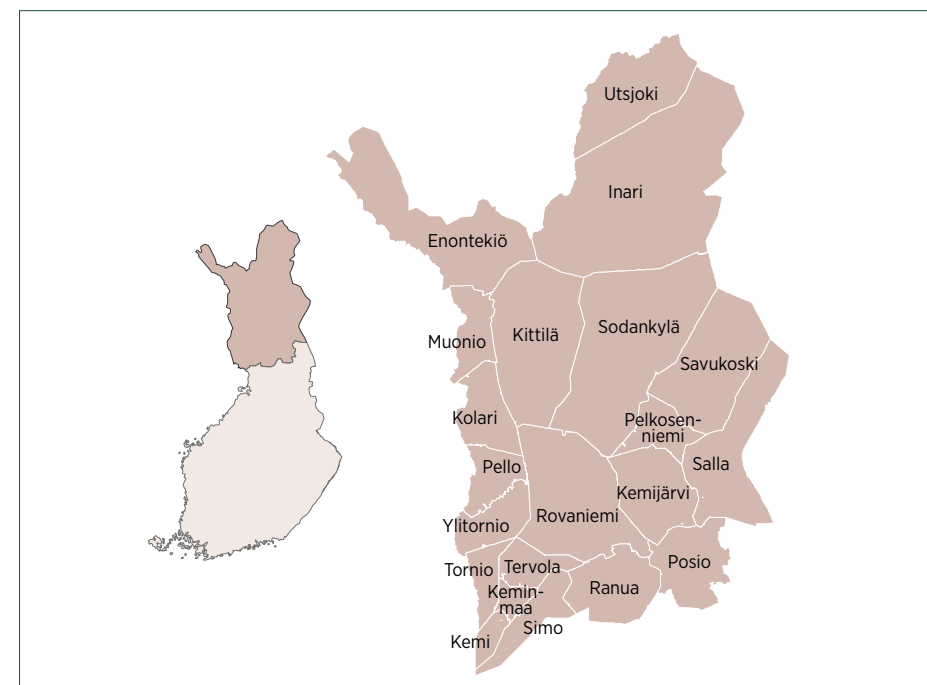 Utsjoki
Inari
Enontekiö
Sodankylä
Kittilä
Muonio
Savukoski
Kolari
Pelkosen-
niemi
Pello
Salla
Kemijärvi
Rovaniemi
Ylitornio
Posio
Tornio
Tervola
Ranua
Kemin-
maa
Simo
Kemi